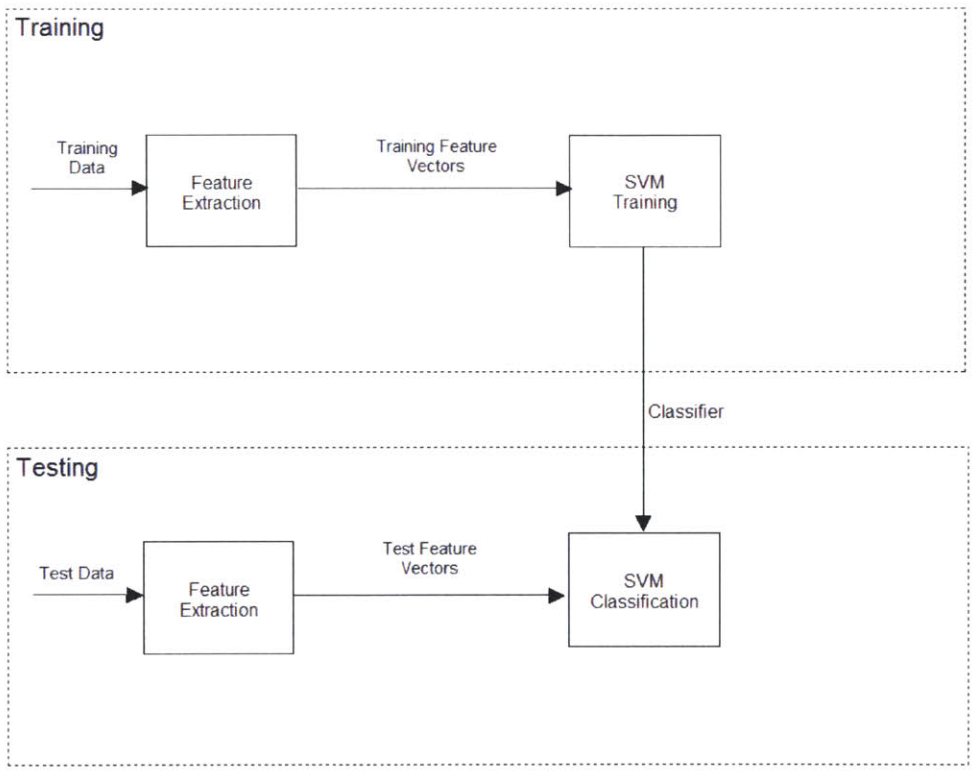 Training
Training
Data
Feature
Extraction
Training Feature
Vectors
SVM
Training
Classifier
Testing
Test Data
Feature
Extraction
Test Feature
Vectors
SVM
Classification